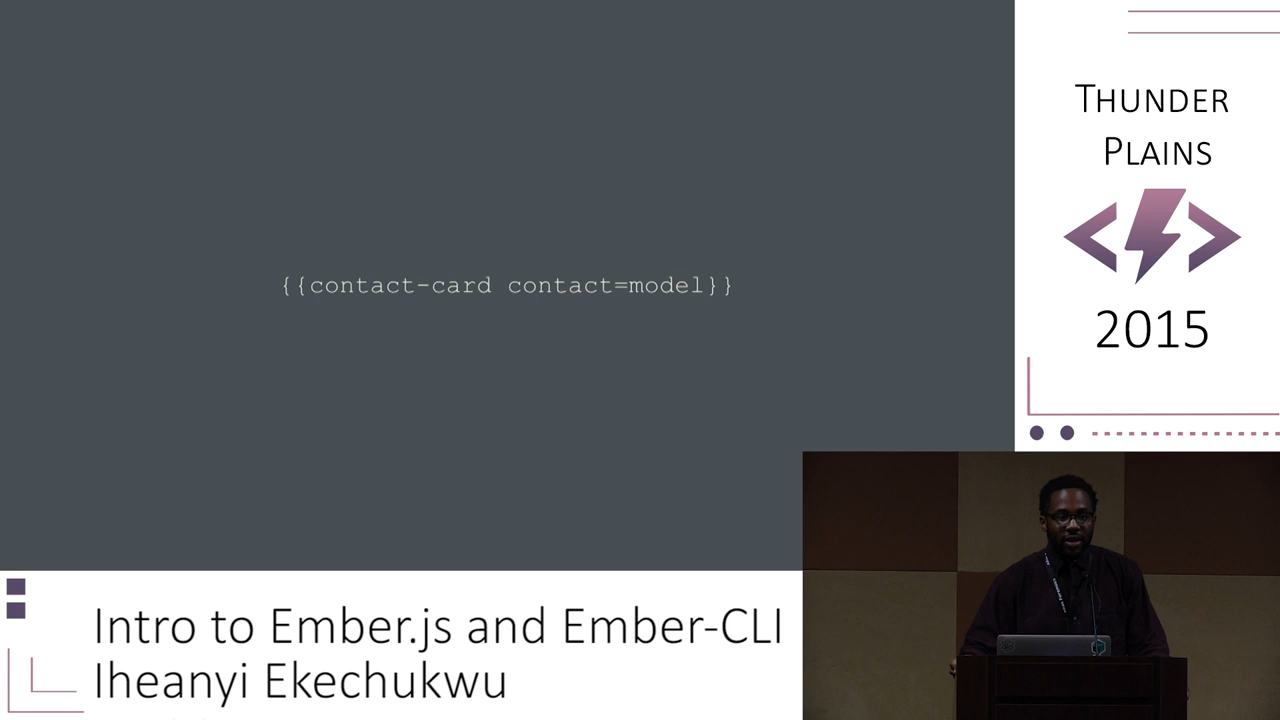 {{contact-card contact=model}}
THUNDER
PLAINS
2015
Intro to Ember.js and Ember-CLI
Iheanyi Ekechukwu